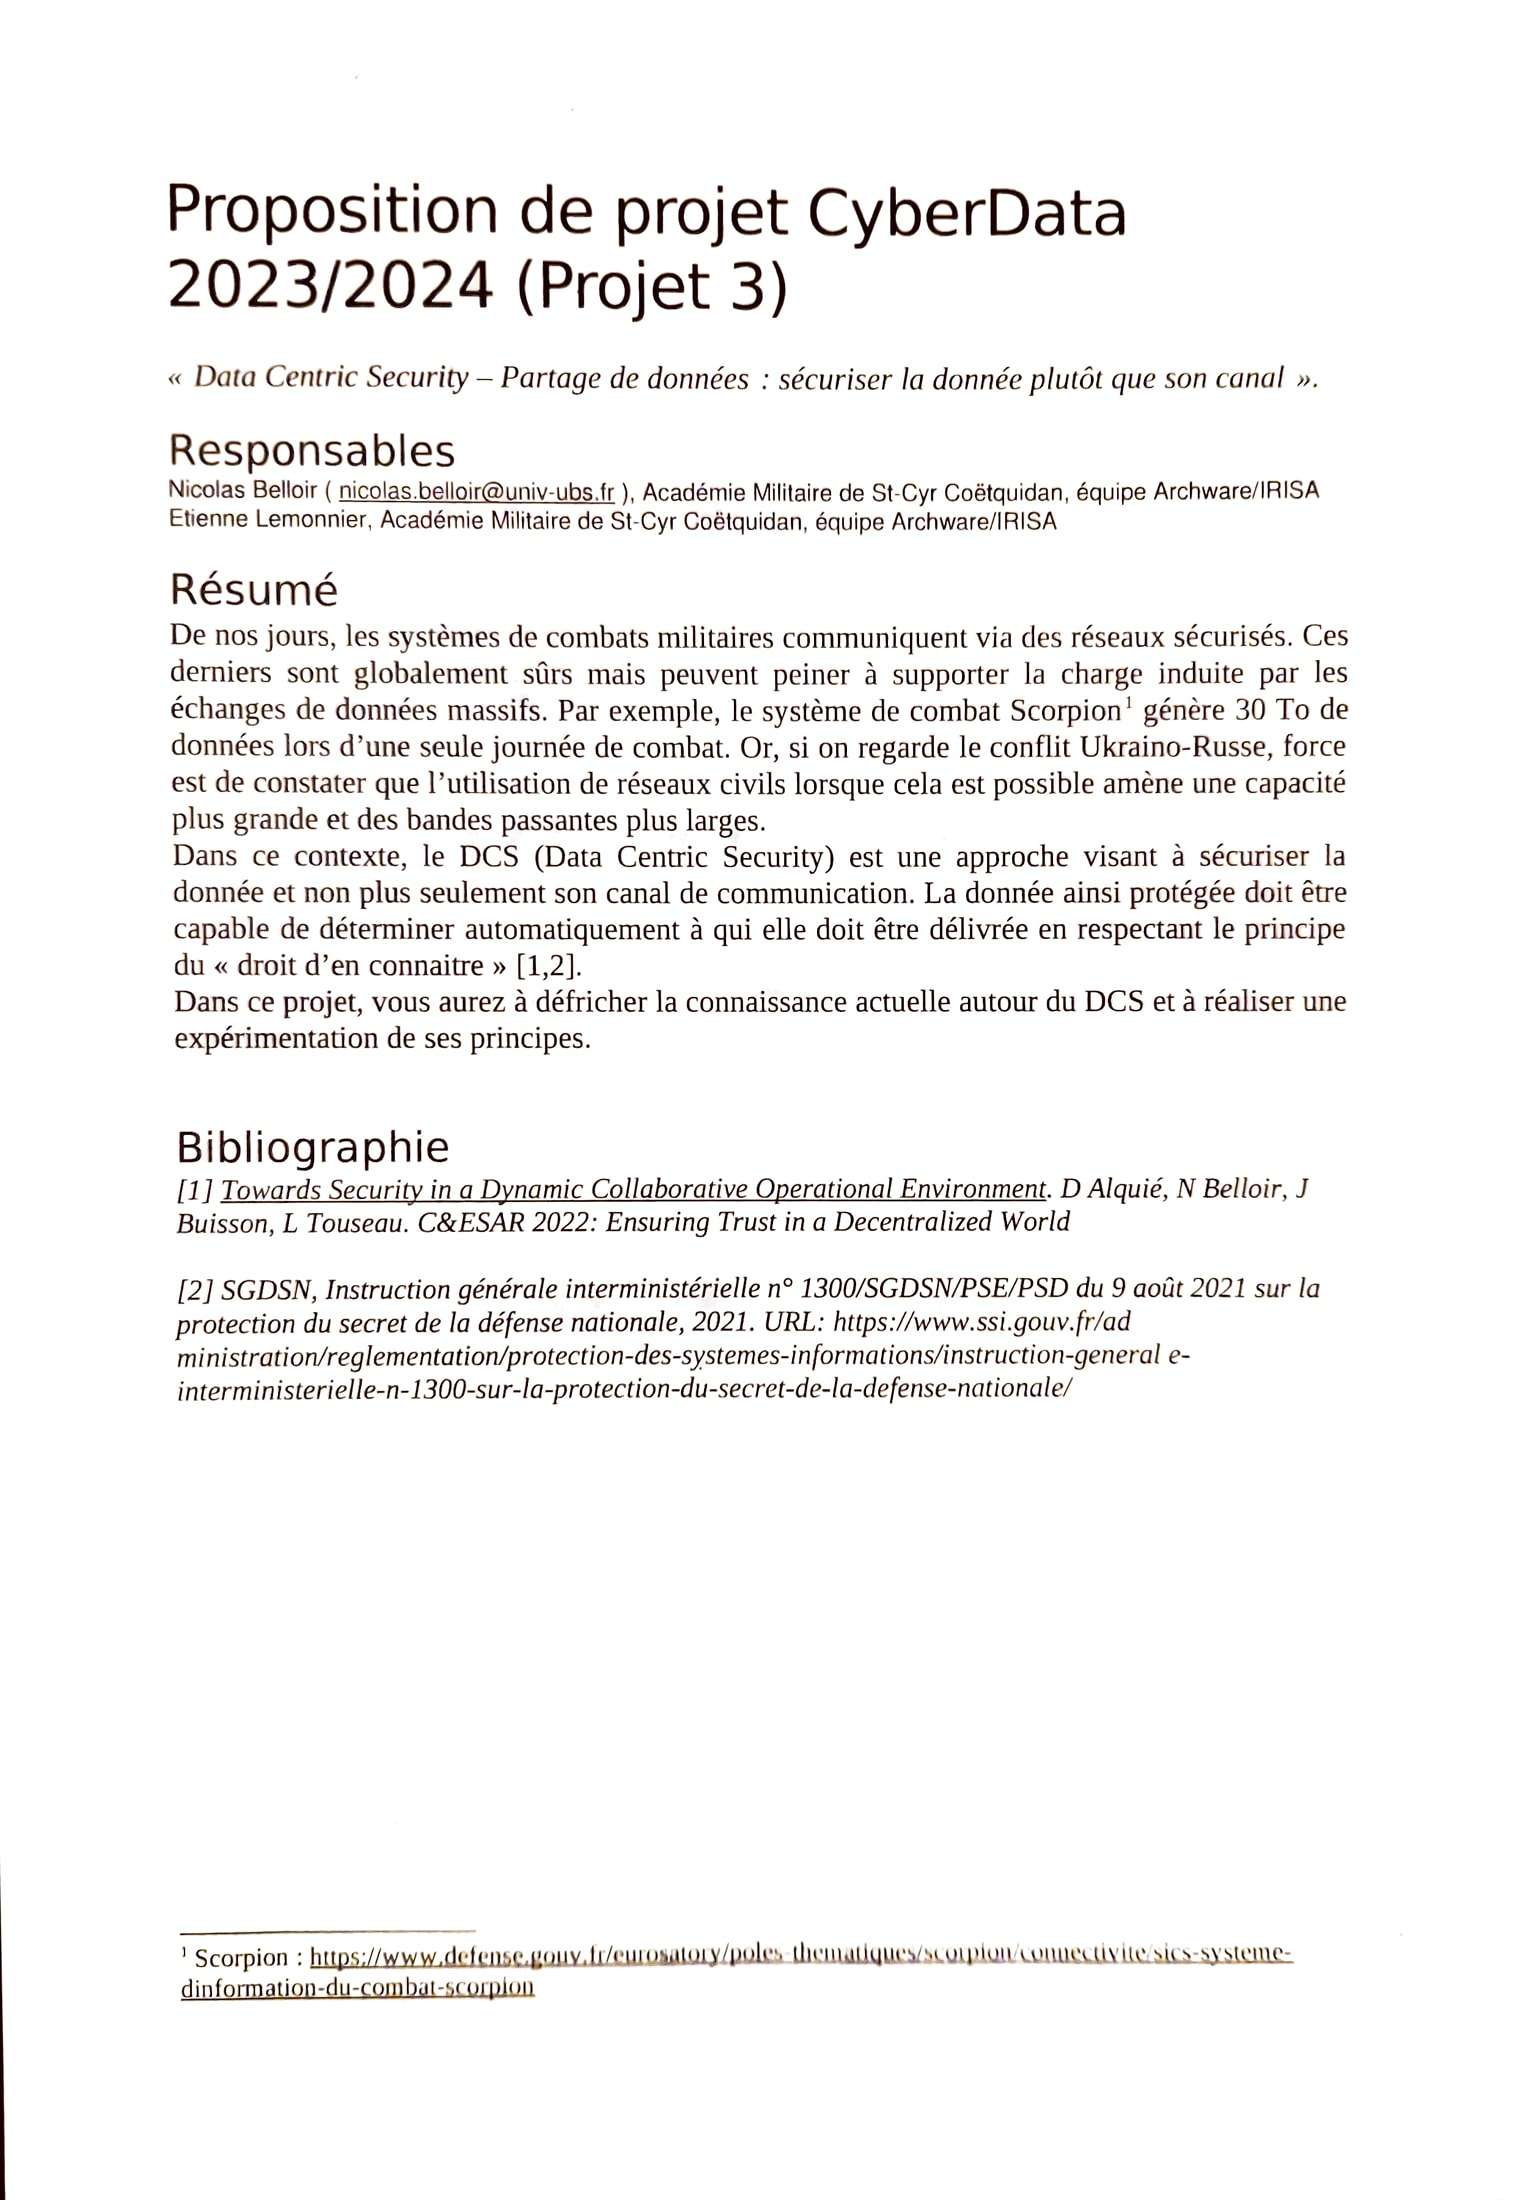 Proposition de projet CyberData
2023/2024 (Projet 3)
« Data Centric Security – Partage de données : sécuriser la donnée plutôt que son canal ».
Responsables
Nicolas Belloir ( nicolas.belloir@univ-ubs.fr ), Académie Militaire de St-Cyr Coëtquidan, équipe Archware/IRISA
Etienne Lemonnier, Académie Militaire de St-Cyr Coëtquidan, équipe Archware/IRISA
Résumé
De nos jours, les systèmes de combats militaires communiquent via des réseaux sécurisés. Ces
derniers sont globalement sûrs mais peuvent peiner à supporter la charge induite par les
échanges de données massifs. Par exemple, le système de combat Scorpion¹ génère 30 To de
données lors d’une seule journée de combat. Or, si on regarde le conflit Ukraino-Russe, force
est de constater que l’utilisation de réseaux civils lorsque cela est possible amène une capacité
plus grande et des bandes passantes plus larges.
Dans ce contexte, le DCS (Data Centric Security) est une approche visant à sécuriser la
donnée et non plus seulement son canal de communication. La donnée ainsi protégée doit être
capable de déterminer automatiquement à qui elle doit être délivrée en respectant le principe
du « droit d’en connaitre » [1,2].
Dans ce projet, vous aurez à défricher la connaissance actuelle autour du DCS et à réaliser une
expérimentation de ses principes.
Bibliographie
[1] Towards Security in a Dynamic Collaborative Operational Environment. D Alquié, N Belloir, J
Buisson, L Touseau. C&ESAR 2022: Ensuring Trust in a Decentralized World
[2] SGDSN, Instruction générale interministérielle n° 1300/SGDSN/PSE/PSD du 9 août 2021 sur la
protection du secret de la défense nationale, 2021. URL: https://www.ssi.gouv.fr/ad
ministration/reglementation/protection-des-systemes-informations/instruction-general e-
interministerielle-n-1300-sur-la-protection-du-secret-de-la-defense-nationale/
¹ Scorpion : https://www.defense.gouv.fr/eurosatory/poles-thematiques/scorpion/connectivite/sics-systeme-
dinformation-du-combat-scorpion